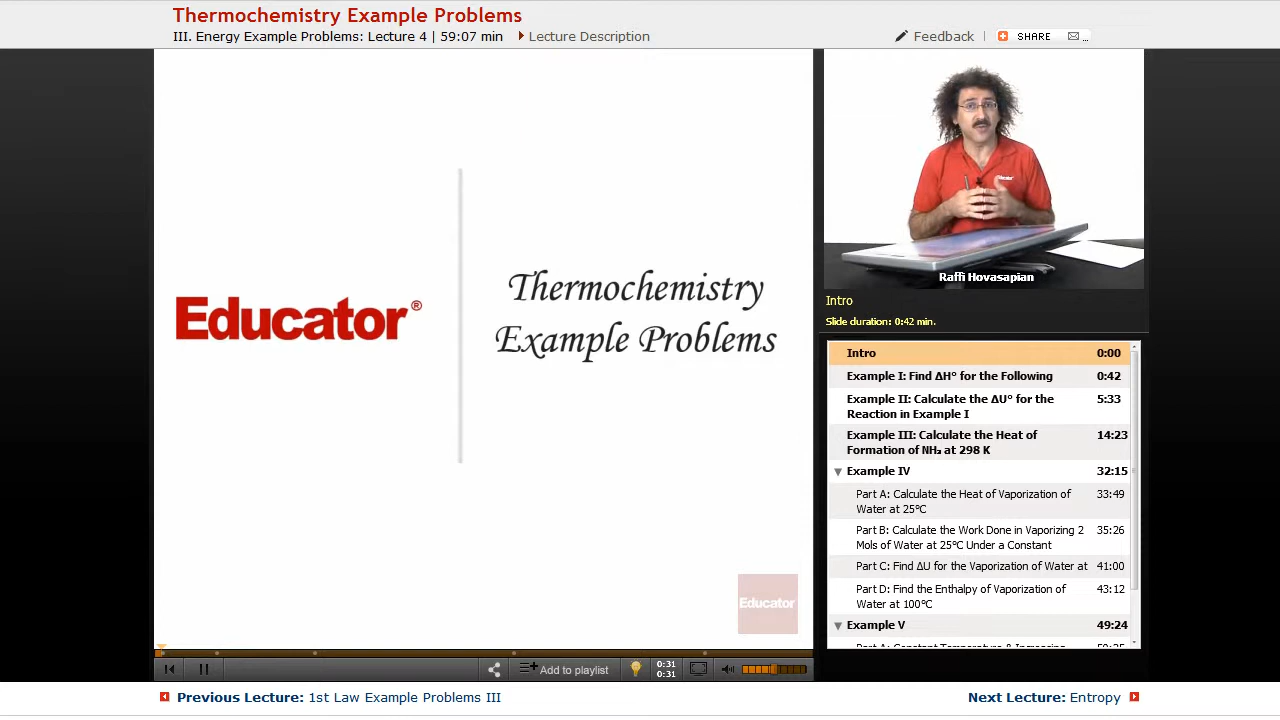 Thermochemistry Example Problems
III. Energy Example Problems: Lecture 4 | 59:07 min
Lecture Description
Feedback
SHARE
...
Educator®
Thermochemistry
Example Problems
Educator
Educator
Raffi Hovasapian
Intro
Slide duration: 0:42 min.
Intro 0:00
Example I: Find ΔH° for the Following 0:42
Example II: Calculate the ΔU° for the 5:33
Reaction in Example I
Example III: Calculate the Heat of 14:23
Formation of NH₃ at 298 K
Example IV 32:15
Part A: Calculate the Heat of Vaporization of 33:49
Water at 25°C
Part B: Calculate the Work Done in Vaporizing 2 35:26
Mols of Water at 25°C Under a Constant
Part C: Find ΔU for the Vaporization of Water at 41:00
Part D: Find the Enthalpy of Vaporization of 43:12
Water at 100°C
Example V 49:24
Add to playlist
0:31
0:31
Previous Lecture: 1st Law Example Problems III
Next Lecture: Entropy